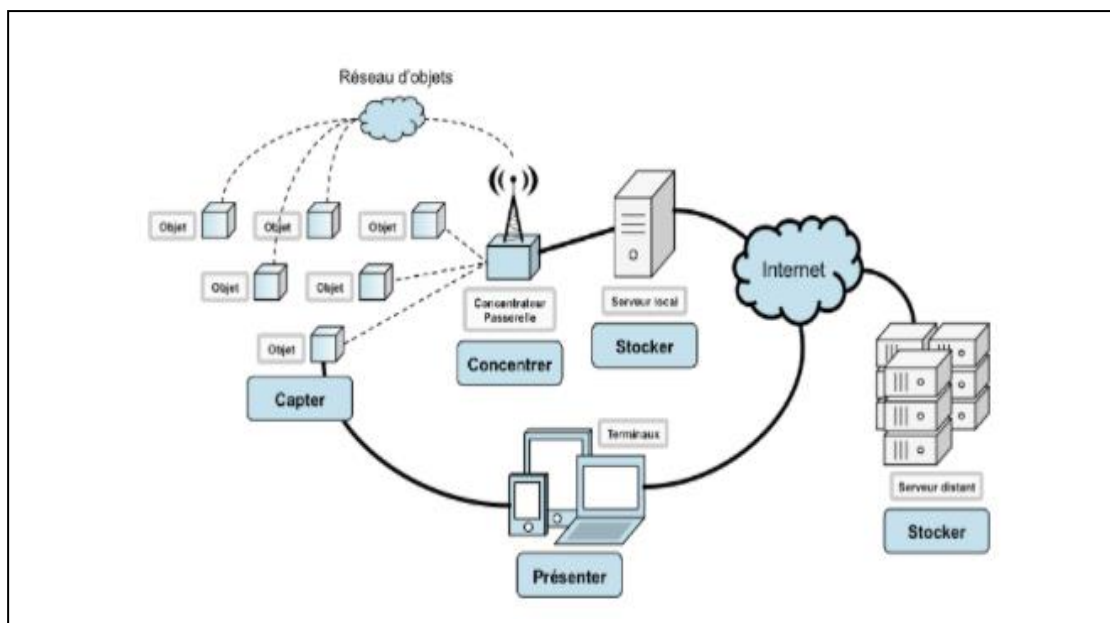 Réseau d'objets
Objet
Objet
Objet
Objet
Objet
Objet
Capter
Concentrateur
Passerelle
Concentrer
Serveur local
Stocker
Internet
Terminaux
Présenter
Serveur distant
Stocker